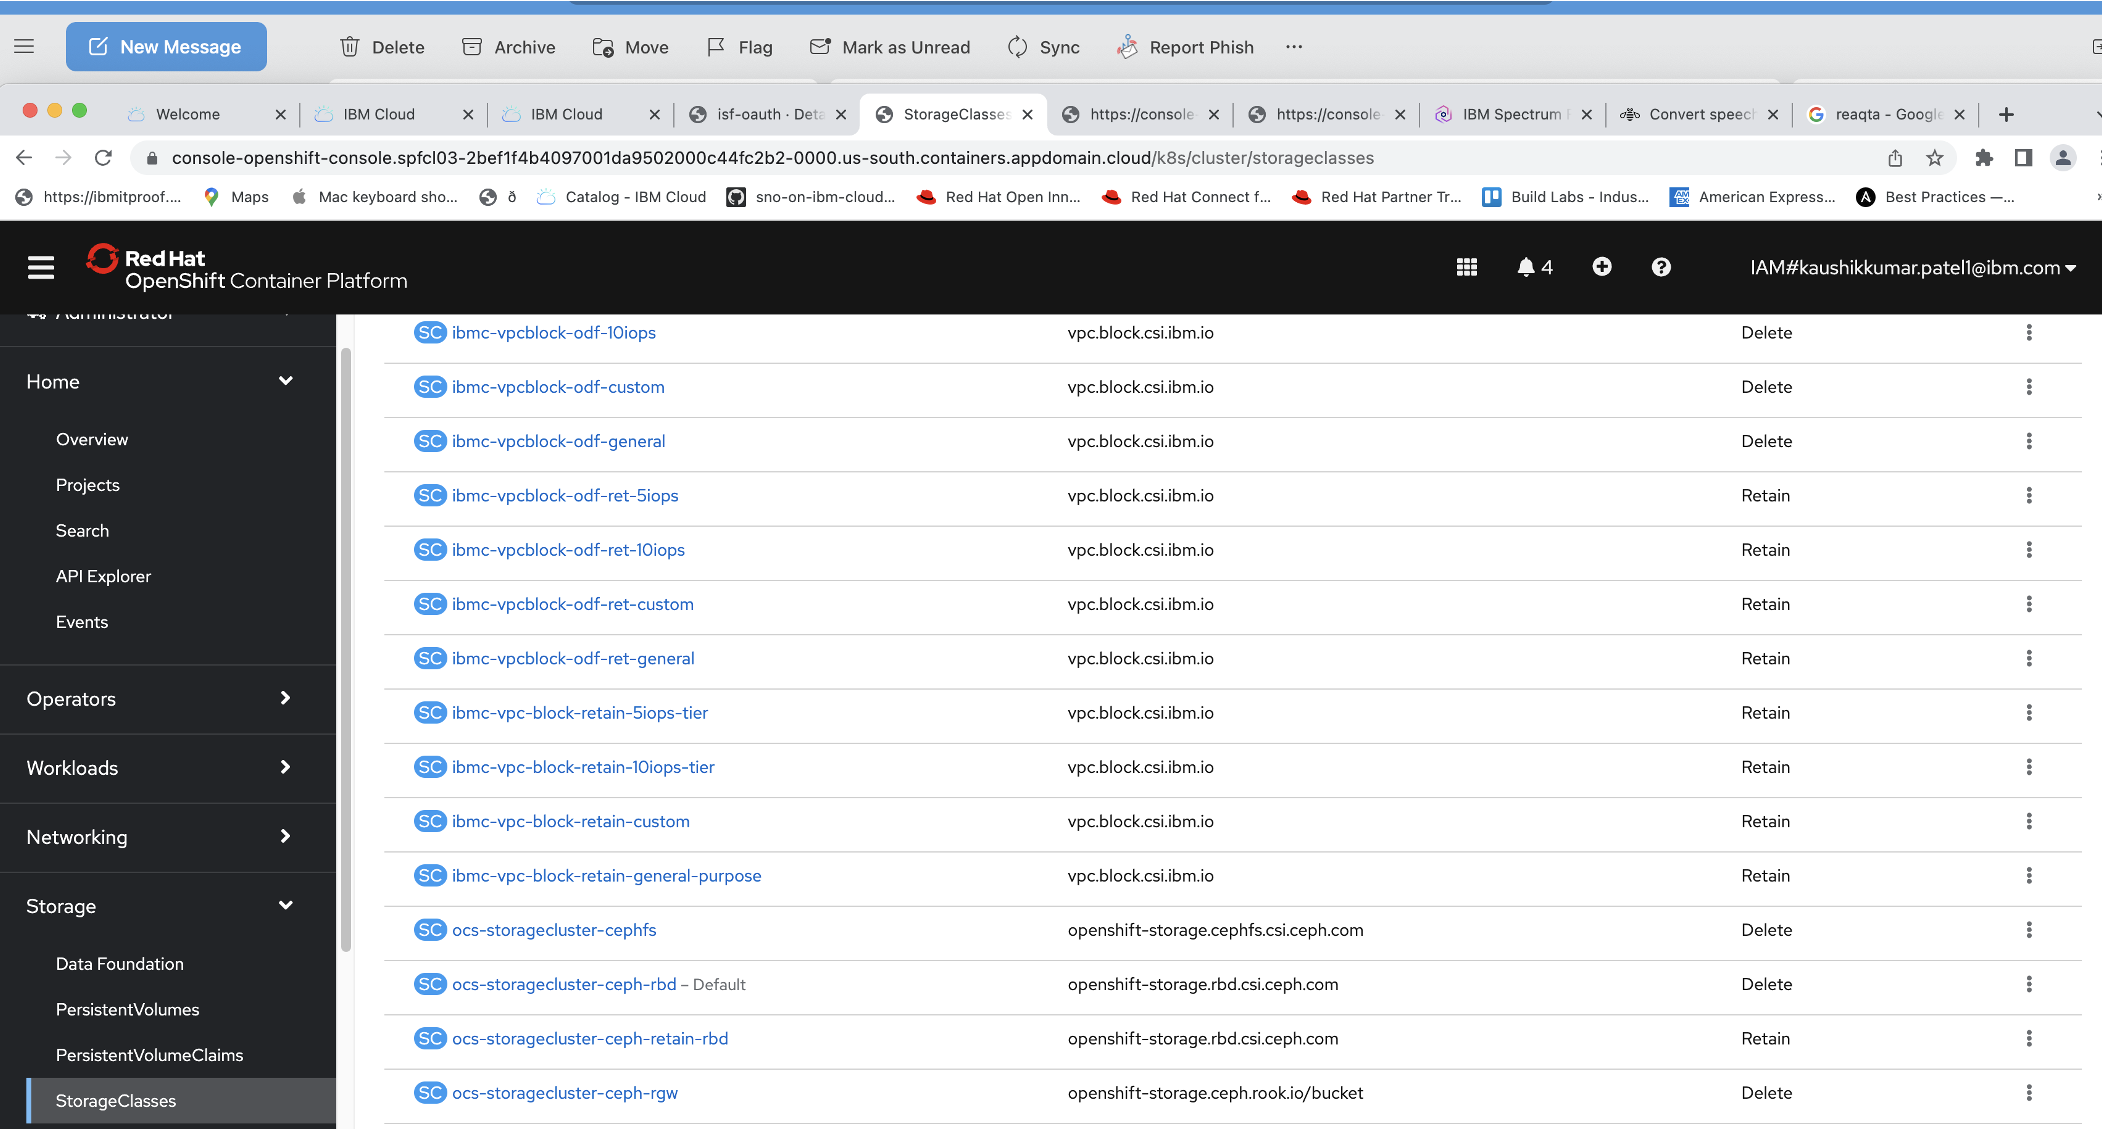 New Message Delete Archive Move Flag Mark as Unread Sync Report Phish ...
Welcome IBM Cloud IBM Cloud isf-oauth · Deta StorageClasses https://console- https://console- IBM Spectrum Convert speech reaqta - Google
console-openshift-console.spfcl03-2bef1f4b4097001da9502000c44fc2b2-0000.us-south.containers.appdomain.cloud/k8s/cluster/storageclasses
https://ibmitproof.... Maps Mac keyboard sho... ð Catalog - IBM Cloud sno-on-ibm-cloud... Red Hat Open Inn... Red Hat Connect f... Red Hat Partner Tr... Build Labs - Indus... American Express... Best Practices —...
Red Hat
OpenShift Container Platform
4
IAM#kaushikkumar.patel1@ibm.com
Administrator
Home
Overview
Projects
Search
API Explorer
Events
Operators
Workloads
Networking
Storage
Data Foundation
PersistentVolumes
PersistentVolumeClaims
StorageClasses
SC ibmc-vpcblock-odf-10iops vpc.block.csi.ibm.io Delete
SC ibmc-vpcblock-odf-custom vpc.block.csi.ibm.io Delete
SC ibmc-vpcblock-odf-general vpc.block.csi.ibm.io Delete
SC ibmc-vpcblock-odf-ret-5iops vpc.block.csi.ibm.io Retain
SC ibmc-vpcblock-odf-ret-10iops vpc.block.csi.ibm.io Retain
SC ibmc-vpcblock-odf-ret-custom vpc.block.csi.ibm.io Retain
SC ibmc-vpcblock-odf-ret-general vpc.block.csi.ibm.io Retain
SC ibmc-vpc-block-retain-5iops-tier vpc.block.csi.ibm.io Retain
SC ibmc-vpc-block-retain-10iops-tier vpc.block.csi.ibm.io Retain
SC ibmc-vpc-block-retain-custom vpc.block.csi.ibm.io Retain
SC ibmc-vpc-block-retain-general-purpose vpc.block.csi.ibm.io Retain
SC ocs-storagecluster-cephfs openshift-storage.cephfs.csi.ceph.com Delete
SC ocs-storagecluster-ceph-rbd – Default openshift-storage.rbd.csi.ceph.com Delete
SC ocs-storagecluster-ceph-retain-rbd openshift-storage.rbd.csi.ceph.com Retain
SC ocs-storagecluster-ceph-rgw openshift-storage.ceph.rook.io/bucket Delete